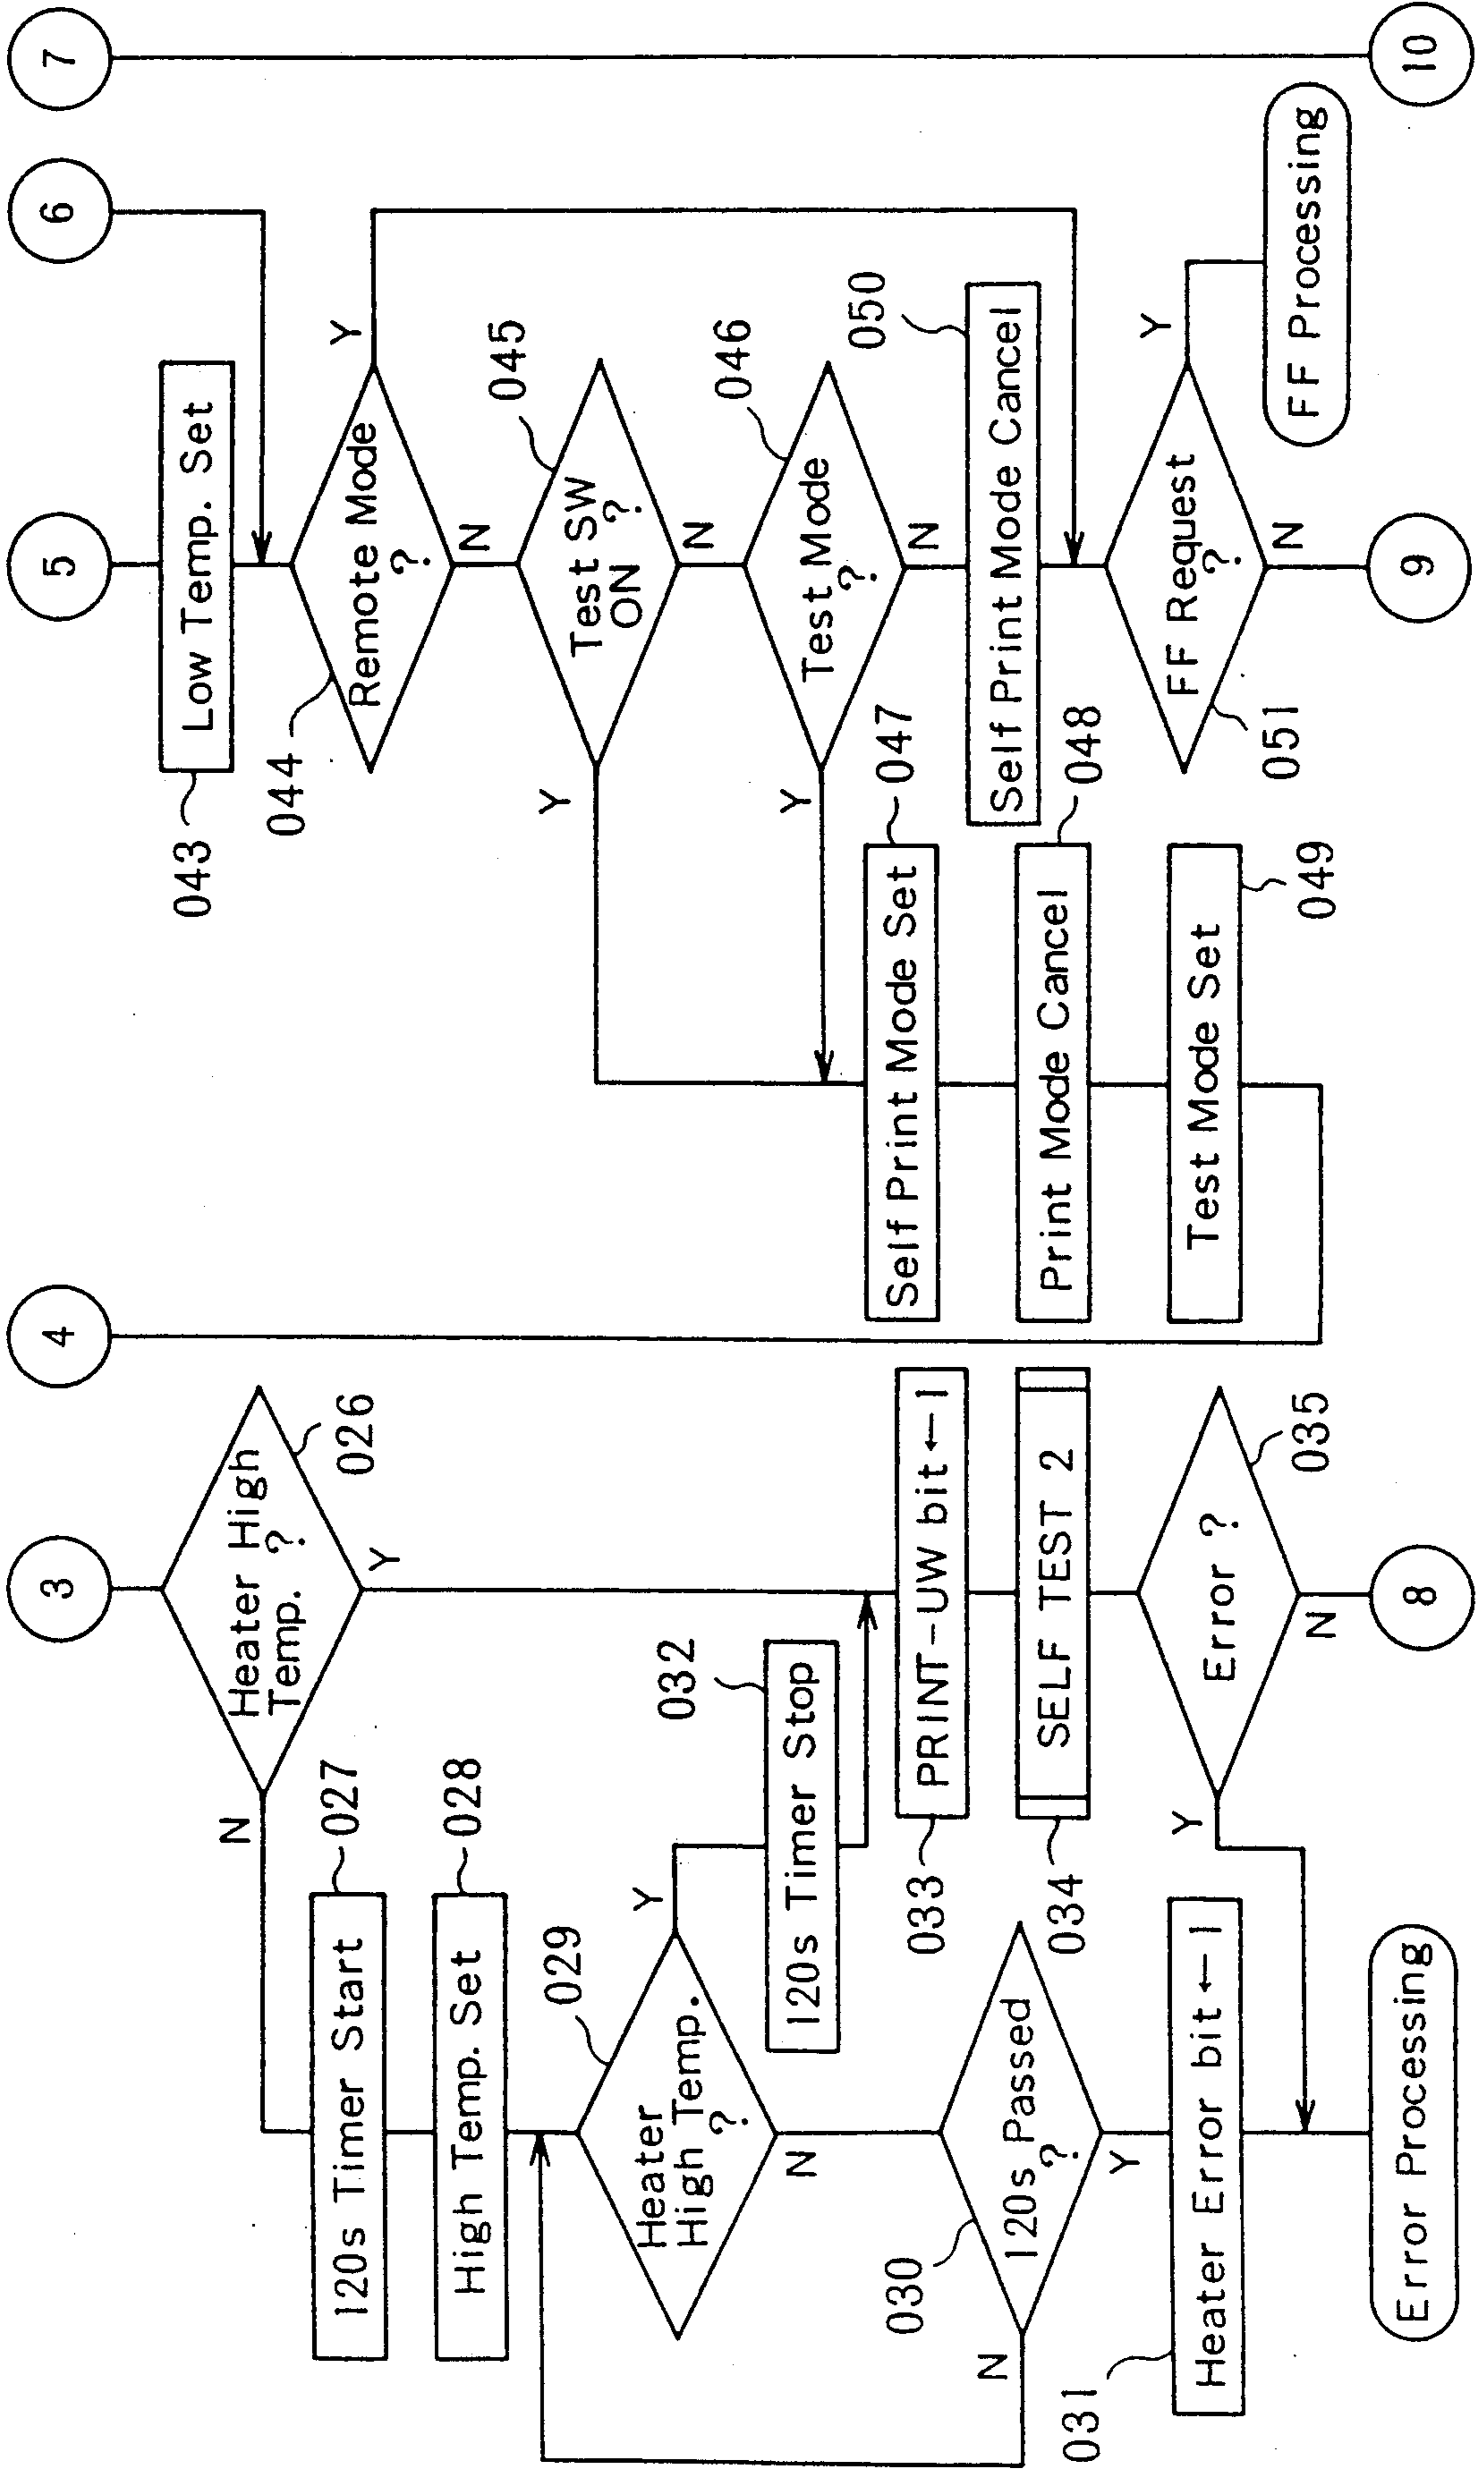 3
Heater High
Temp. ?
026
N
Y
120s Timer Start
027
High Temp. Set
028
Heater
High Temp.
?
029
Y
N
120s Timer Stop
032
120s Passed
?
030
N
Y
Heater Error bit ← 1
031
PRINT-UW bit ← 1
033
SELF TEST 2
034
Error ?
035
Y
N
Error Processing
8
4
5
6
7
Low Temp. Set
043
Remote Mode
?
044
Y
N
Test SW
ON ?
045
Y
N
Test Mode
?
046
Y
N
Self Print Mode Set
047
Print Mode Cancel
048
Test Mode Set
049
Self Print Mode Cancel
050
FF Request
?
051
Y
N
FF Processing
9
10